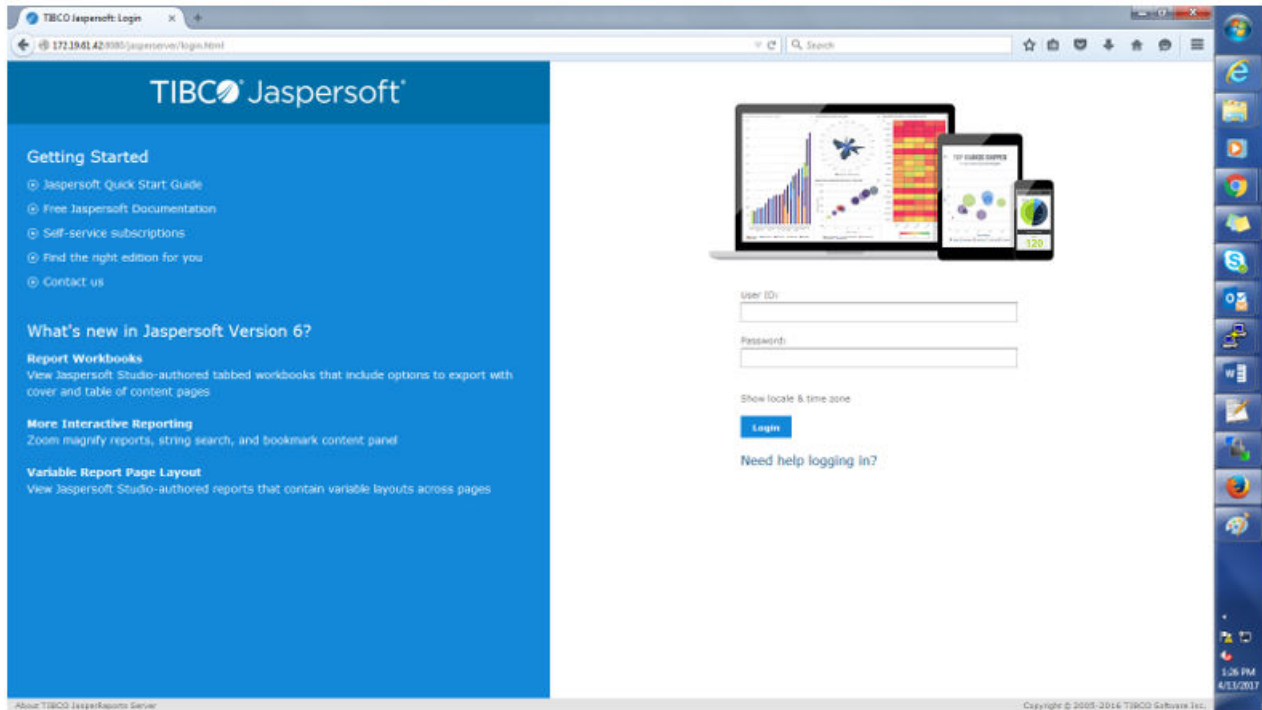 TIBCO Jaspersoft: Login
172.19.61.42:8080/jasperserver/login.html
Search
TIBCO Jaspersoft
Getting Started
Jaspersoft Quick Start Guide
Free Jaspersoft Documentation
Self-service subscriptions
Find the right edition for you
Contact us
What's new in Jaspersoft Version 6?
Report Workbooks
View Jaspersoft Studio-authored tabbed workbooks that include options to export with
cover and table of content pages
More Interactive Reporting
Zoom magnify reports, string search, and bookmark content panel
Variable Report Page Layout
View Jaspersoft Studio-authored reports that contain variable layouts across pages
120
User ID:
Password:
Show locale & time zone
Login
Need help logging in?
About TIBCO JasperReports Server
Copyright © 2005-2016 TIBCO Software Inc.
1:26 PM
4/13/2017